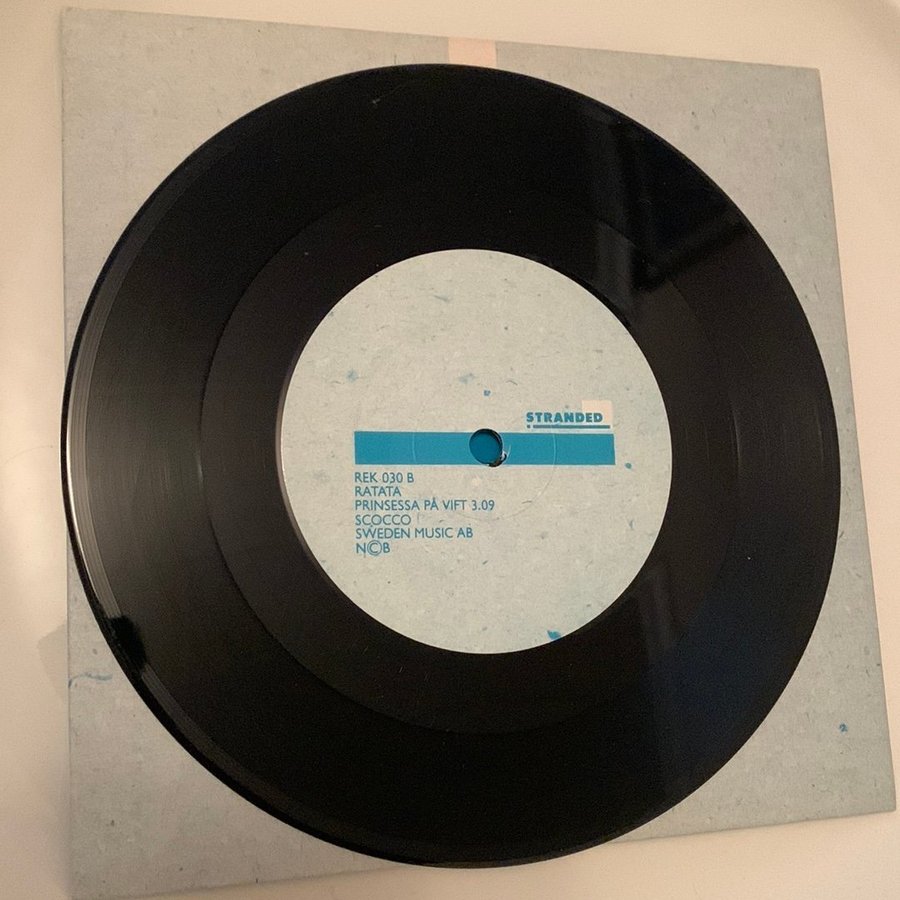 STRANDED
REK 030 B
RATATA
PRINSESSA PÅ VIFT 3.09
SCOCCO
SWEDEN MUSIC AB
N©B